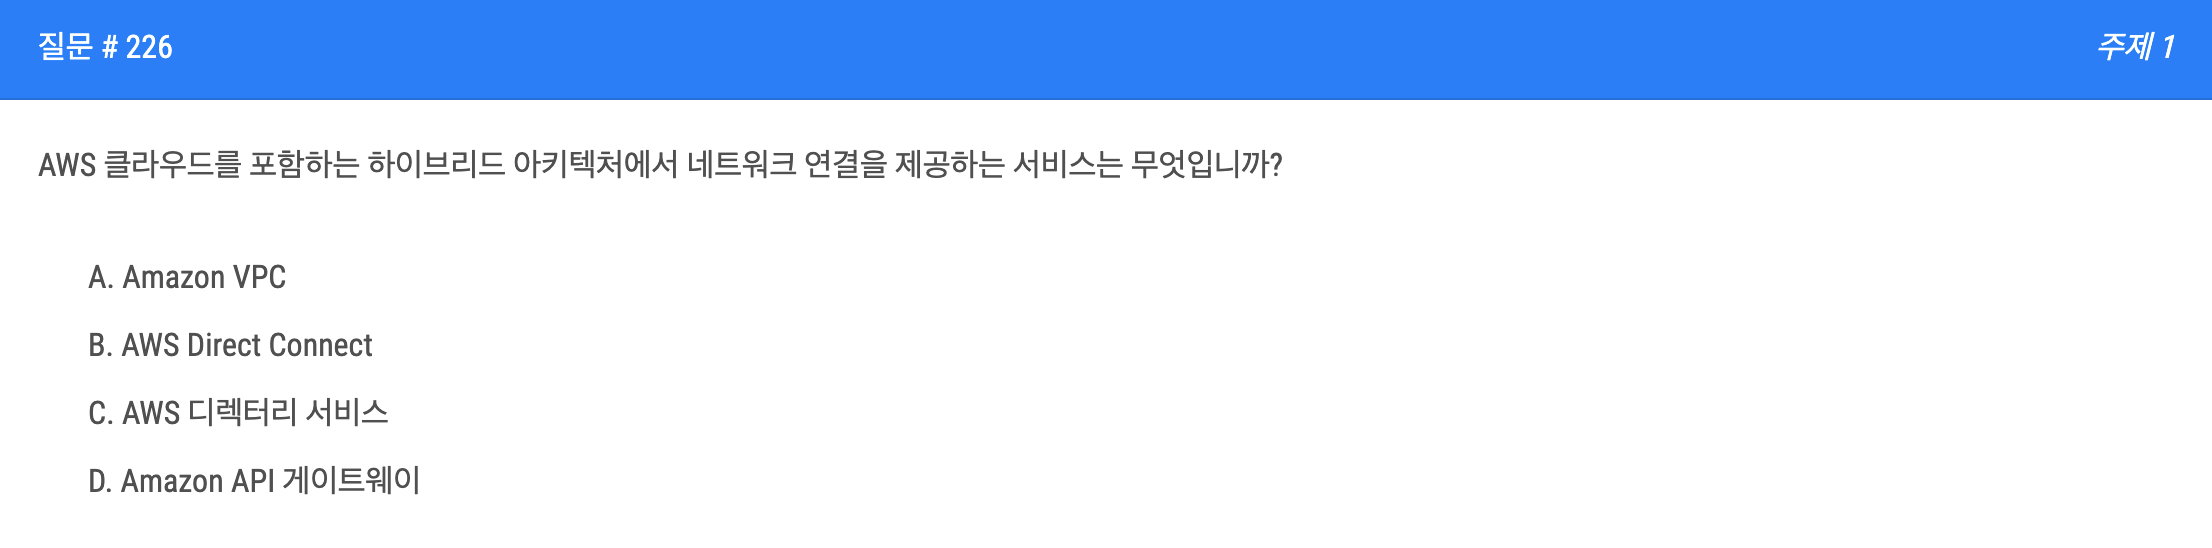 질문 # 226
주제 1
AWS 클라우드를 포함하는 하이브리드 아키텍처에서 네트워크 연결을 제공하는 서비스는 무엇입니까?
A. Amazon VPC
B. AWS Direct Connect
C. AWS 디렉터리 서비스
D. Amazon API 게이트웨이